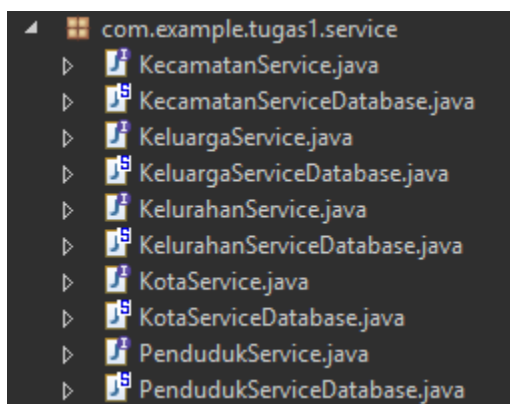 com.example.tugas1.service
KecamatanService.java
KecamatanServiceDatabase.java
KeluargaService.java
KeluargaServiceDatabase.java
KelurahanService.java
KelurahanServiceDatabase.java
KotaService.java
KotaServiceDatabase.java
PendudukService.java
PendudukServiceDatabase.java